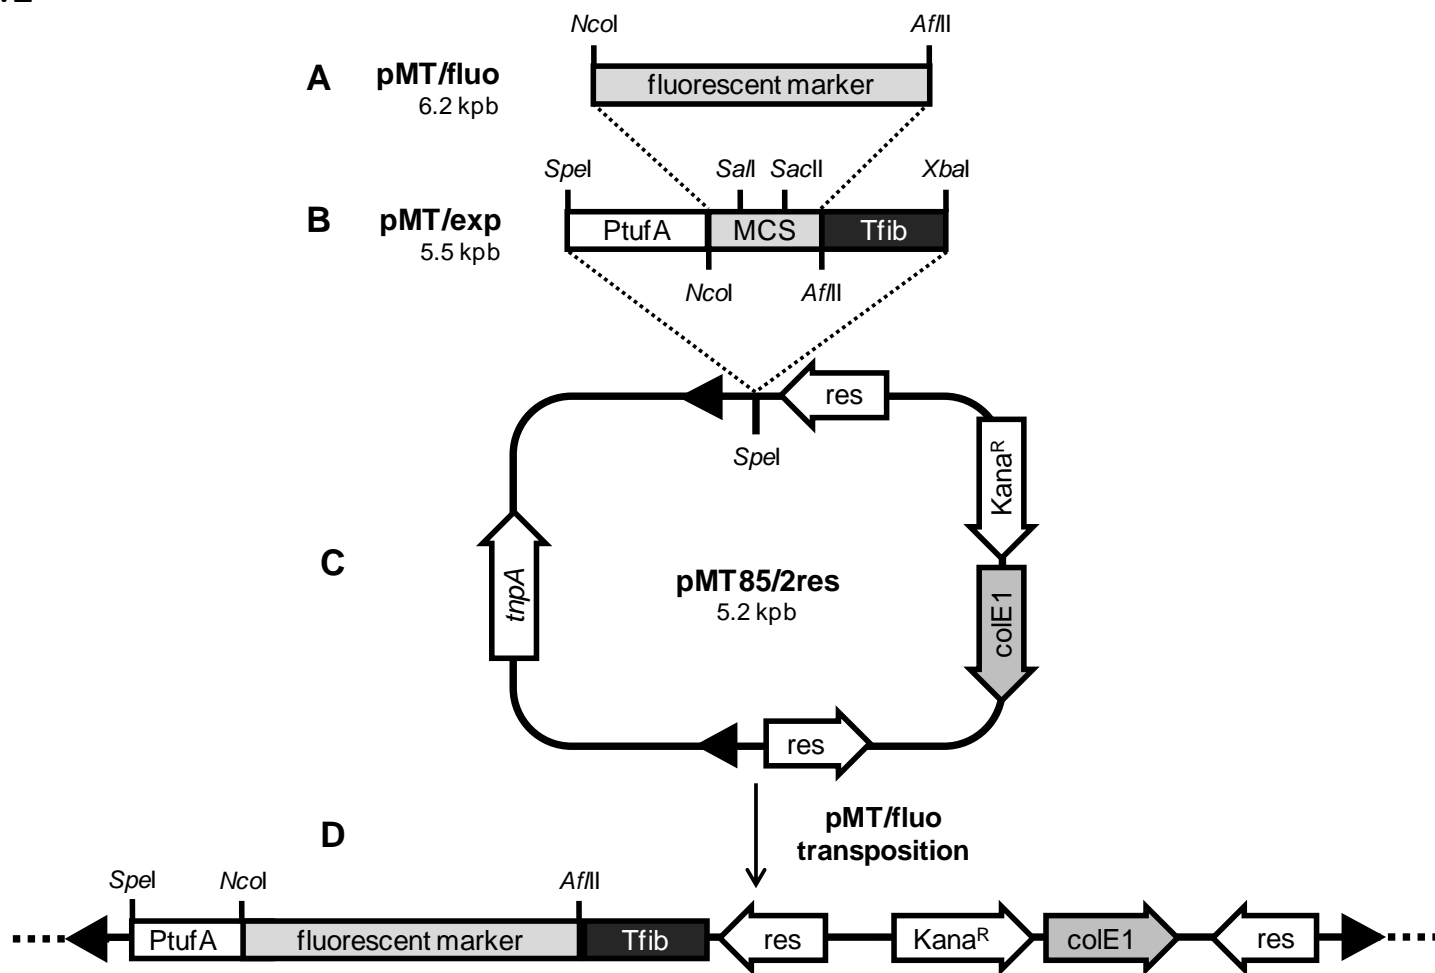 NcoI AflII
A pMT/fluo fluorescent marker
6.2 kpb
SpeI SalI SacII XbaI
B pMT/exp PtufA MCS Tfib
5.5 kpb
NcoI AflII
res
SpeI
KanaR
C
tnpA
pMT85/2res
5.2 kpb
colE1
res
D
pMT/fluo
transposition
SpeI NcoI AflII
PtufA fluorescent marker Tfib res KanaR colE1 res